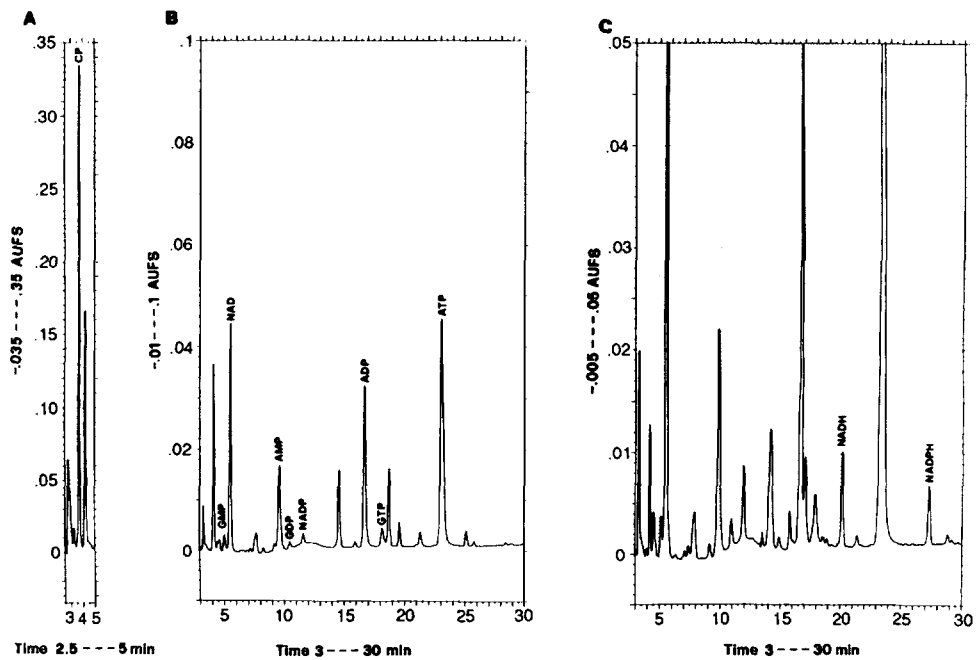 A
B
C
.35
.30
.25
.20
.15
.10
.05
0
-.035 - - - .35 AUFS
CP
3 4 5
Time 2.5 - - - 5 min
.1
.08
.06
.04
.02
0
-.01 - - - .1 AUFS
GMP
NAD
AMP
GDP
NADP
ADP
GTP
ATP
5 10 15 20 25 30
Time 3 - - - 30 min
.05
.04
.03
.02
.01
0
-.005 - - - .05 AUFS
NADH
NADPH
5 10 15 20 25 30
Time 3 - - - 30 min